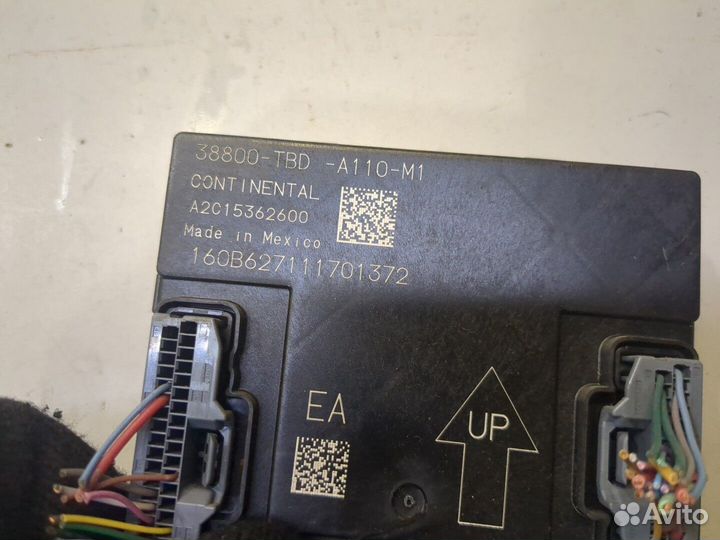 38800-TBD -A110-M1
CONTINENTAL
A2C15362600
Made in Mexico
160B627111701372
EA
UP
Avito